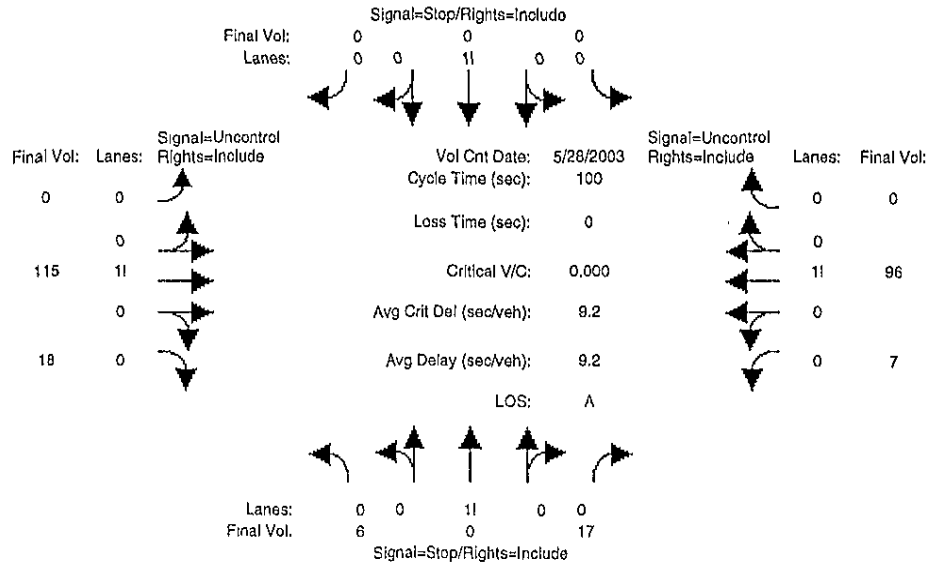 Signal=Stop/Rights=Include
Final Vol: 0 0 0
Lanes: 0 0 1! 0 0
Signal=Uncontrol
Final Vol: Lanes: Rights=Include
Vol Cnt Date: 5/28/2003
Signal=Uncontrol
Rights=Include Lanes: Final Vol:
Cycle Time (sec): 100
0 0
0 0
Loss Time (sec): 0
0
0
115 1!
Critical V/C: 0.000
1! 96
0
Avg Crit Del (sec/veh): 9.2
0
18 0
Avg Delay (sec/veh): 9.2
0 7
LOS: A
Lanes: 0 0 1! 0 0
Final Vol. 6 0 17
Signal=Stop/Rights=Include